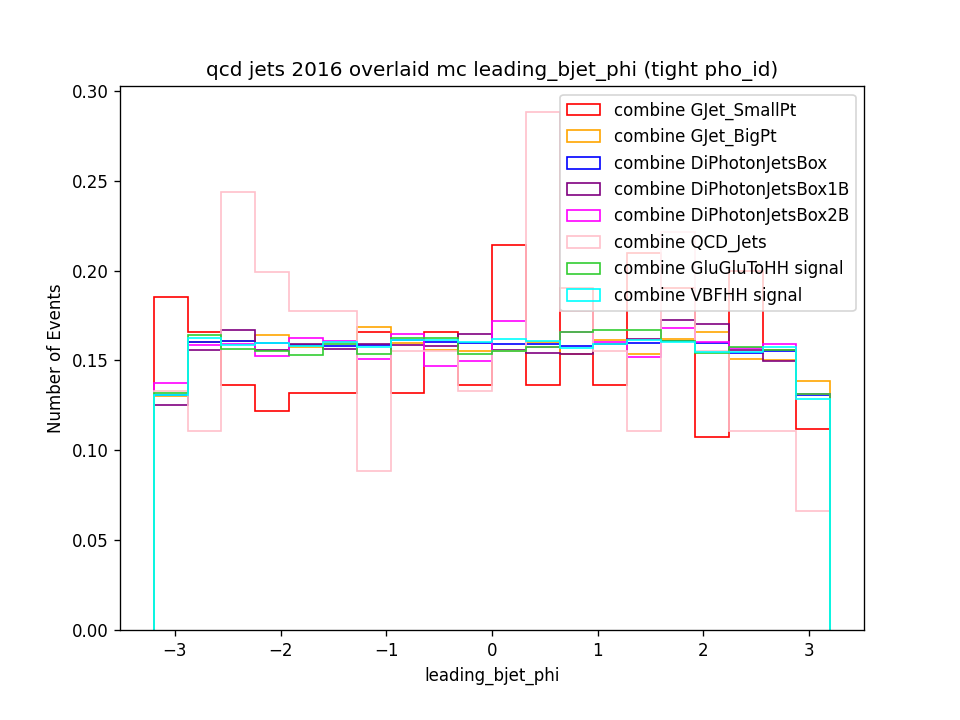 qcd jets 2016 overlaid mc leading_bjet_phi (tight pho_id)
combine GJet_SmallPt
combine GJet_BigPt
combine DiPhotonJetsBox
combine DiPhotonJetsBox1B
combine DiPhotonJetsBox2B
combine QCD_Jets
combine GluGluToHH signal
combine VBFHH signal
Number of Events
0.30
0.25
0.20
0.15
0.10
0.05
0.00
−3 −2 −1 0 1 2 3
leading_bjet_phi